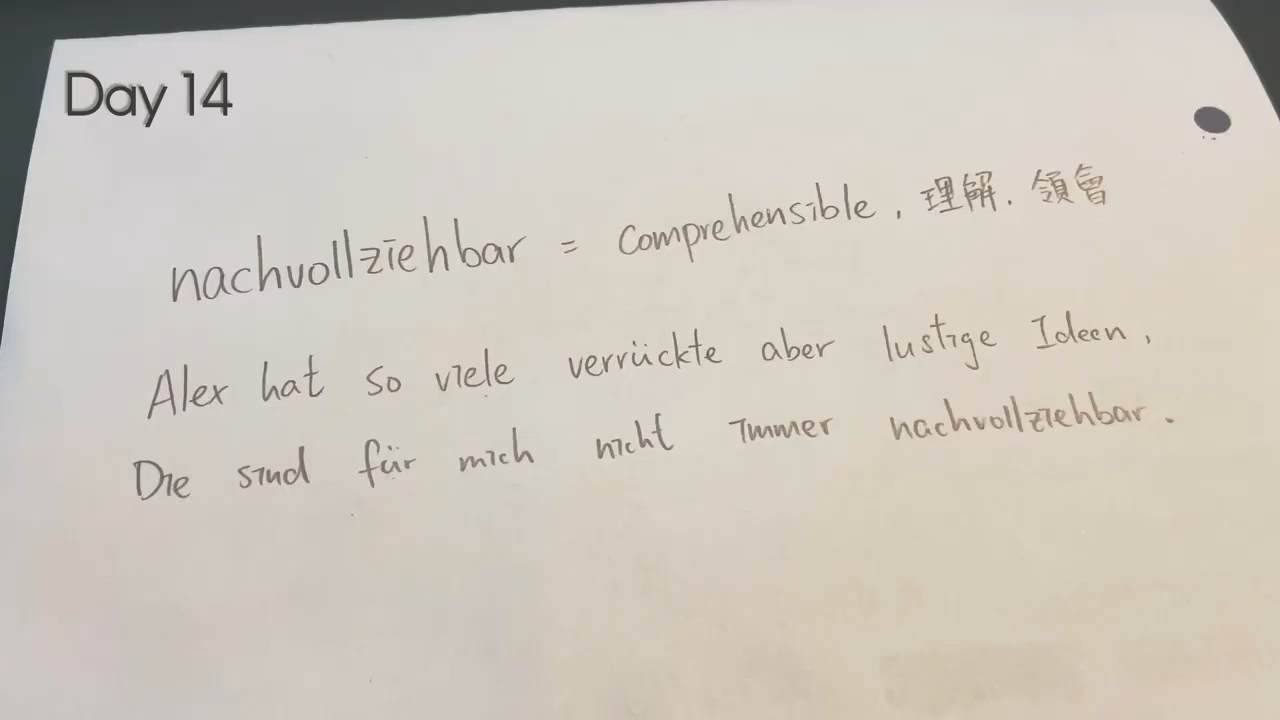 Day 14
nachvollziehbar = comprehensible, 理解. 領會
Alex hat so viele verrückte aber lustige Ideen,
Die sind für mich nicht immer nachvollziehbar.